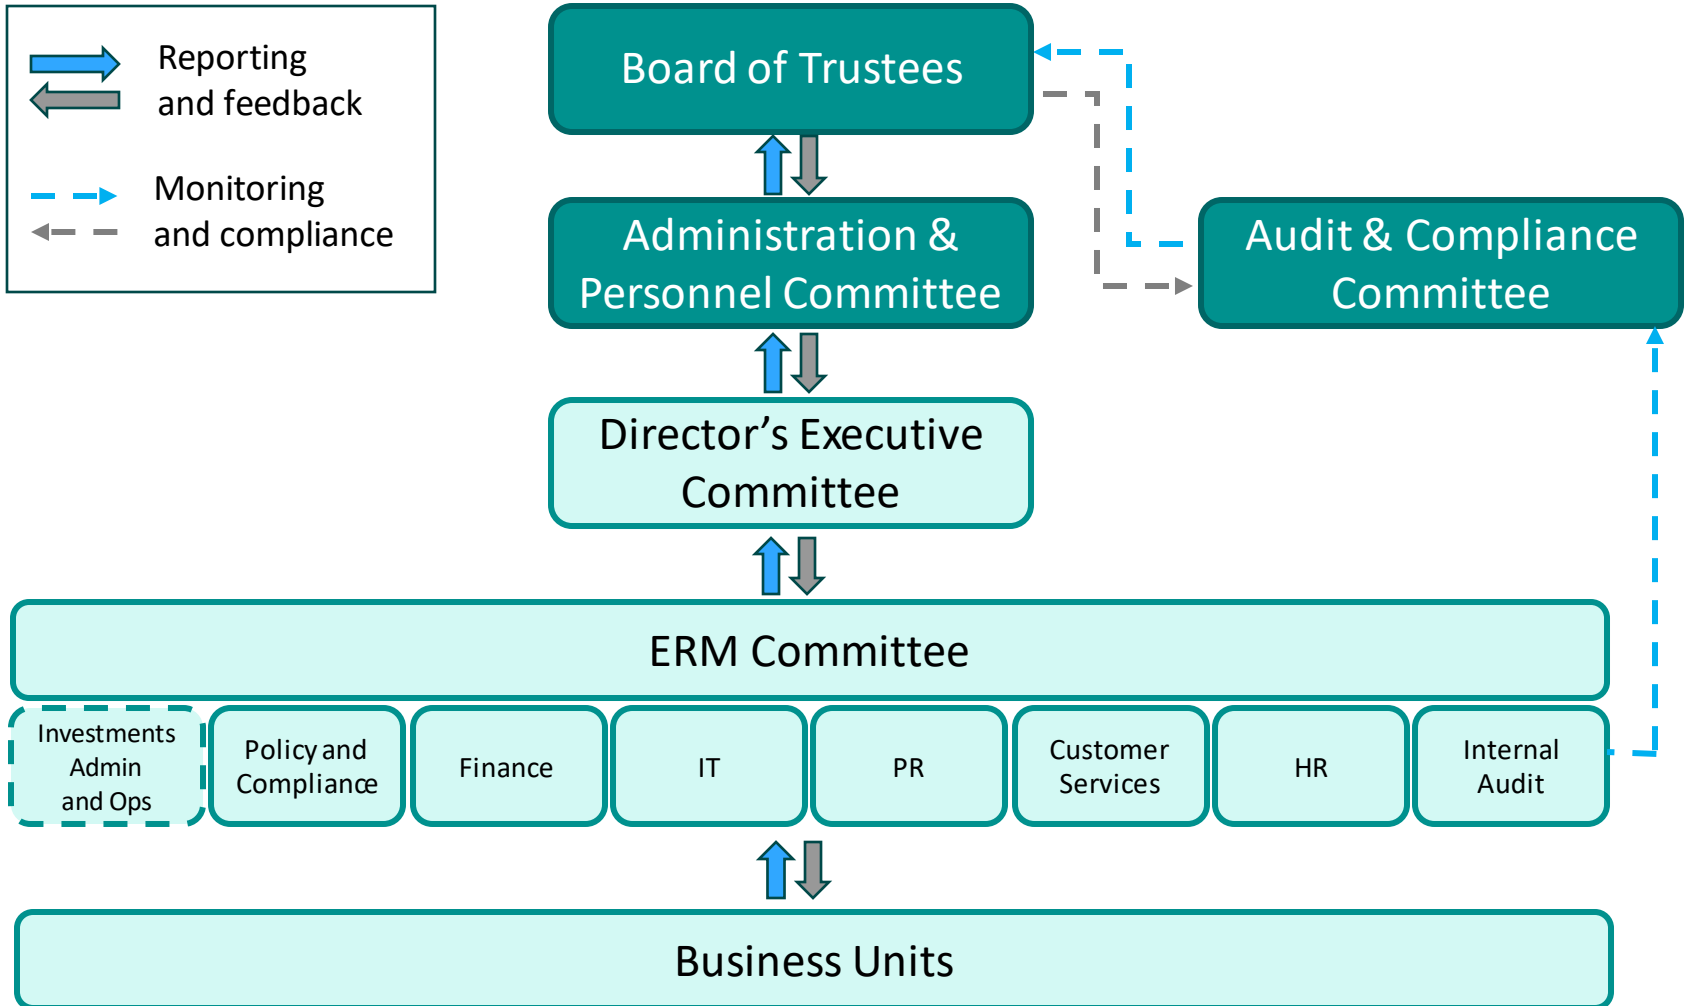 Reporting
and feedback
Monitoring
and compliance
Board of Trustees
Administration &
Personnel Committee
Audit & Compliance
Committee
Director’s Executive
Committee
ERM Committee
Investments
Admin
and Ops
Policy and
Compliance
Finance
IT
PR
Customer
Services
HR
Internal
Audit
Business Units